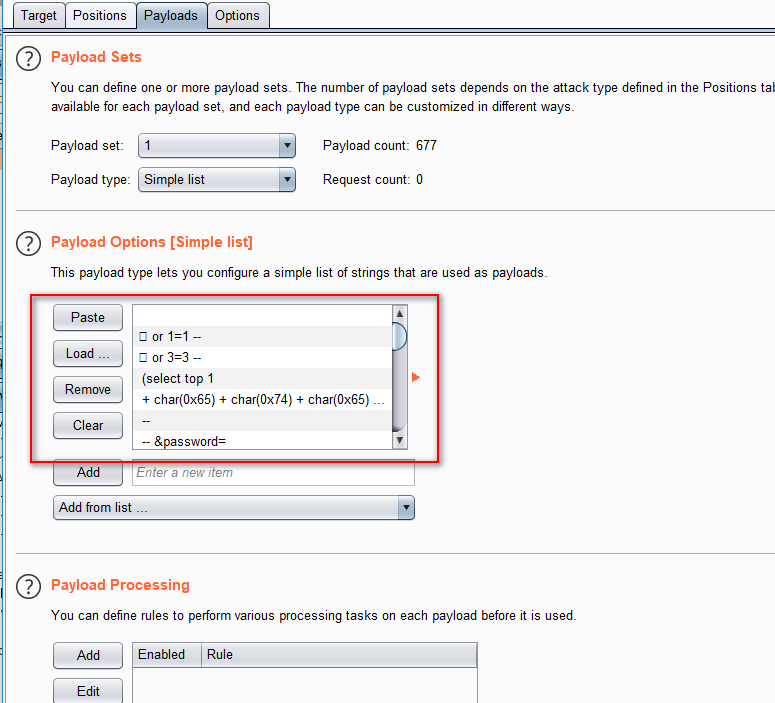 Target Positions Payloads Options
? Payload Sets
You can define one or more payload sets. The number of payload sets depends on the attack type defined in the Positions
available for each payload set, and each payload type can be customized in different ways.
Payload set: 1 Payload count: 677
Payload type: Simple list Request count: 0
? Payload Options [Simple list]
This payload type lets you configure a simple list of strings that are used as payloads.
Paste
□ or 1=1 --
Load ...
□ or 3=3 --
(select top 1
Remove
+ char(0x65) + char(0x74) + char(0x65) ...
Clear
--
-- &password=
Add Enter a new item
Add from list ...
? Payload Processing
You can define rules to perform various processing tasks on each payload before it is used.
Add Enabled Rule
Edit